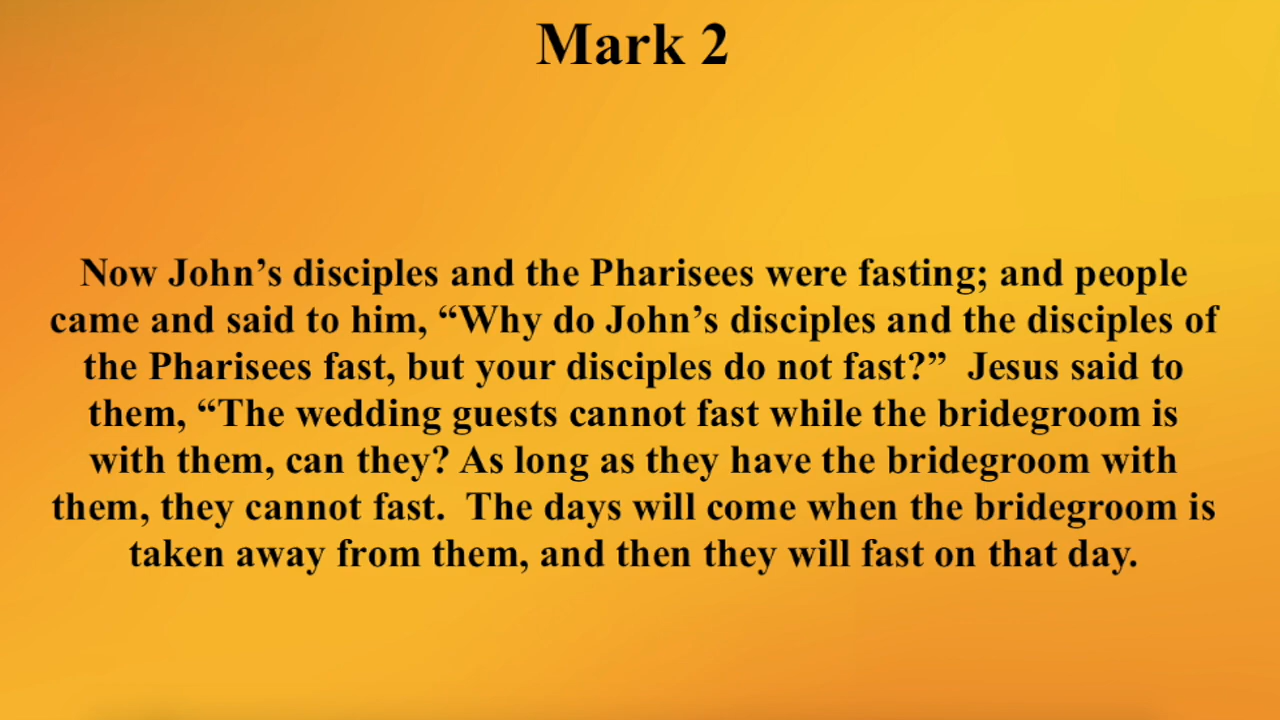 Mark 2
Now John’s disciples and the Pharisees were fasting; and people
came and said to him, “Why do John’s disciples and the disciples of
the Pharisees fast, but your disciples do not fast?”  Jesus said to
them, “The wedding guests cannot fast while the bridegroom is
with them, can they? As long as they have the bridegroom with
them, they cannot fast.  The days will come when the bridegroom is
taken away from them, and then they will fast on that day.